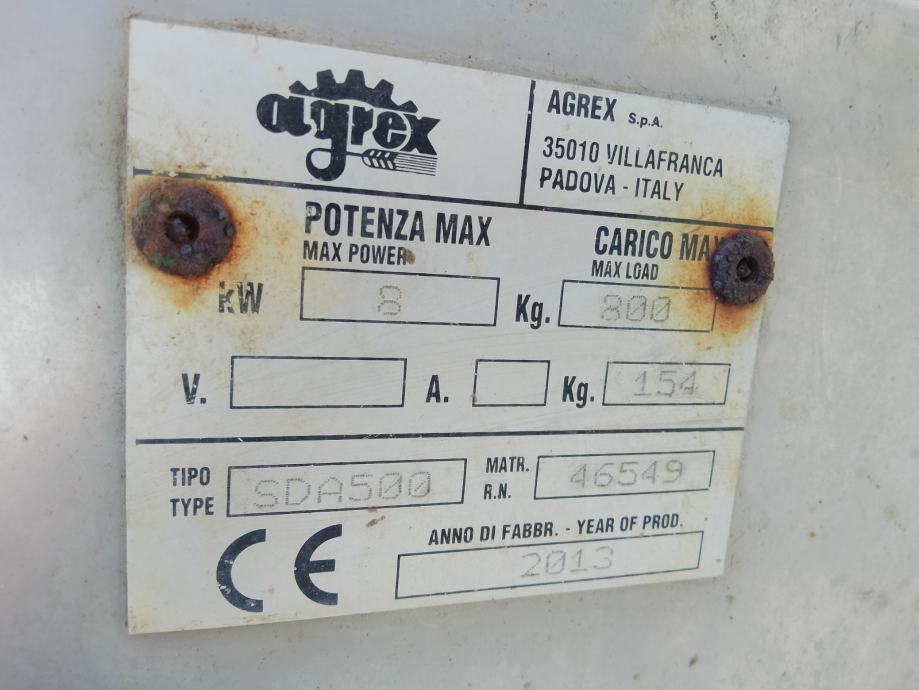 agrex
AGREX S.p.A.
35010 VILLAFRANCA
PADOVA - ITALY
POTENZA MAX
MAX POWER
CARICO MAX
MAX LOAD
kW 8
Kg. 800
V.
A.
Kg. 154
TIPO
TYPE
SDA500
MATR.
R.N.
46549
CE
ANNO DI FABBR. - YEAR OF PROD.
2013